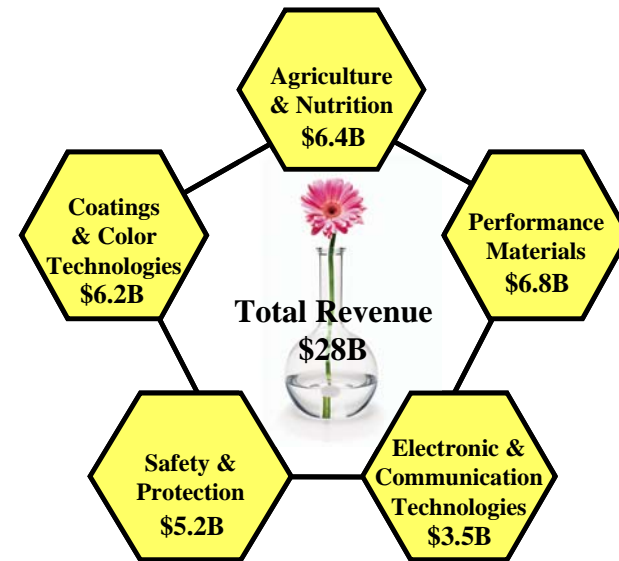 Agriculture
& Nutrition
$6.4B
Coatings
& Color
Technologies
$6.2B
Performance
Materials
$6.8B
Total Revenue
$28B
Safety &
Protection
$5.2B
Electronic &
Communication
Technologies
$3.5B